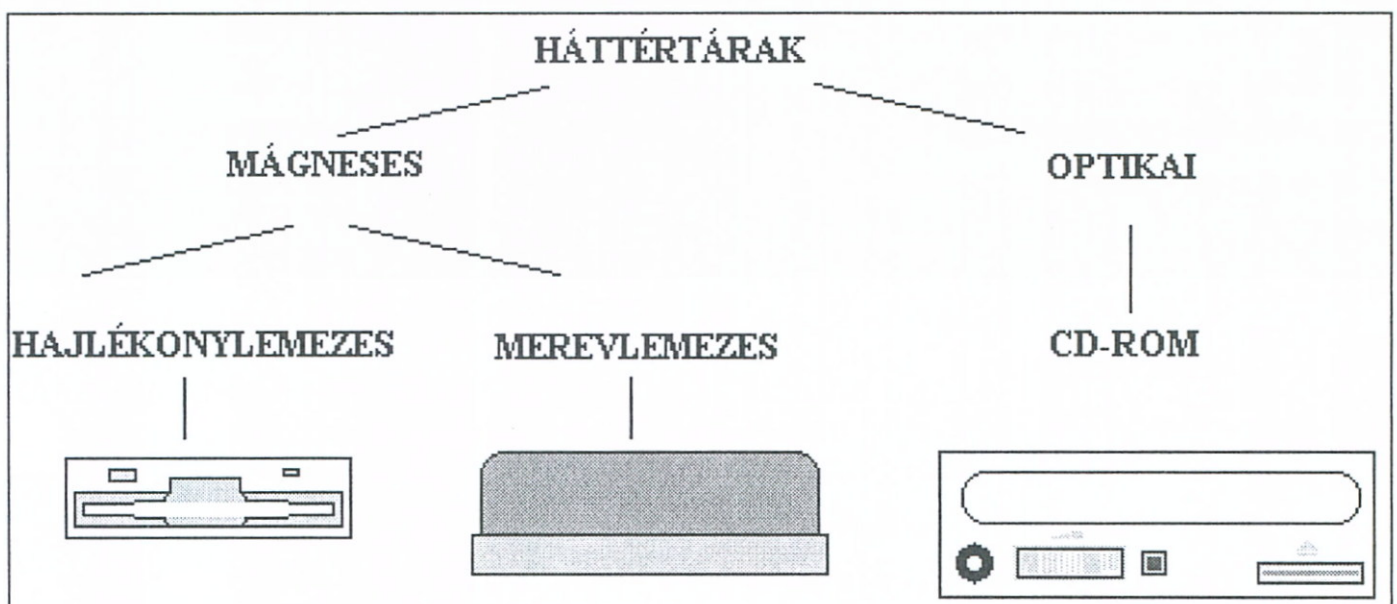 HÁTTÉRTÁRAK
MÁGNESES
OPTIKAI
HAJLÉKONYLEMEZES
MEREVLEMEZES
CD-ROM